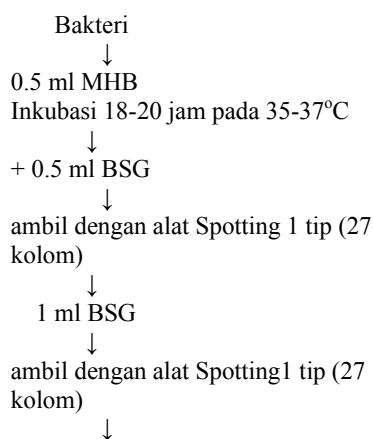 Bakteri
↓
0.5 ml MHB
Inkubasi 18-20 jam pada 35-37°C
↓
+ 0.5 ml BSG
↓
ambil dengan alat Spotting 1 tip (27
kolom)
↓
1 ml BSG
↓
ambil dengan alat Spotting1 tip (27
kolom)
↓